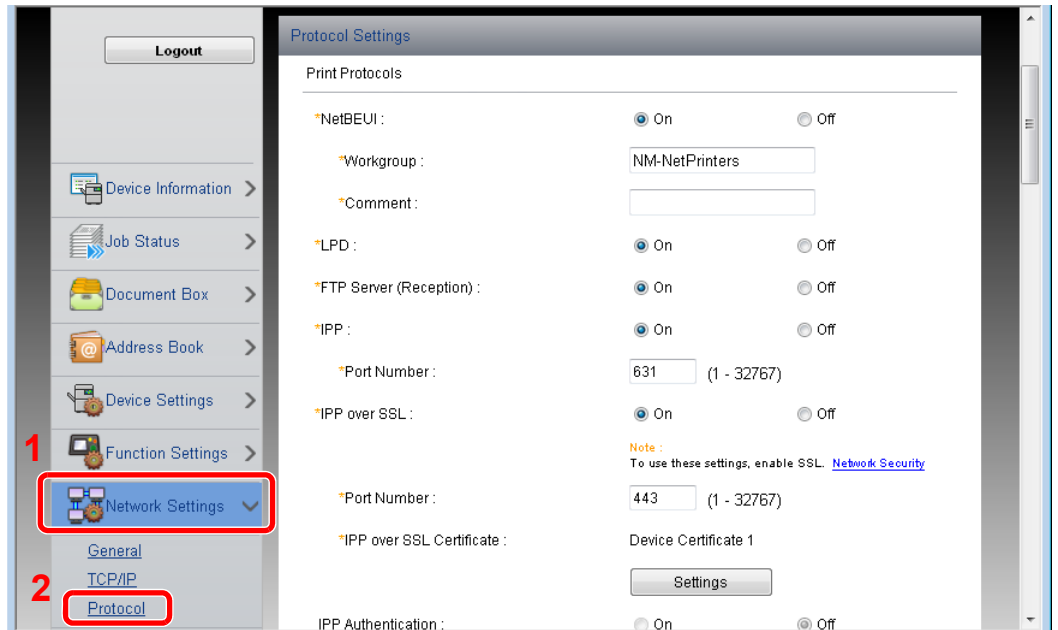 Logout
Device Information
Job Status
Document Box
@
Address Book
Device Settings
1
Function Settings
Network Settings
General
2
TCP/IP
Protocol
Protocol Settings
Print Protocols
*NetBEUI : On Off
*Workgroup : NM-NetPrinters
*Comment :
*LPD : On Off
*FTP Server (Reception) : On Off
*IPP : On Off
*Port Number : 631 (1 - 32767)
*IPP over SSL : On Off
Note :
To use these settings, enable SSL. Network Security
*Port Number : 443 (1 - 32767)
*IPP over SSL Certificate : Device Certificate 1
Settings
IPP Authentication : On Off